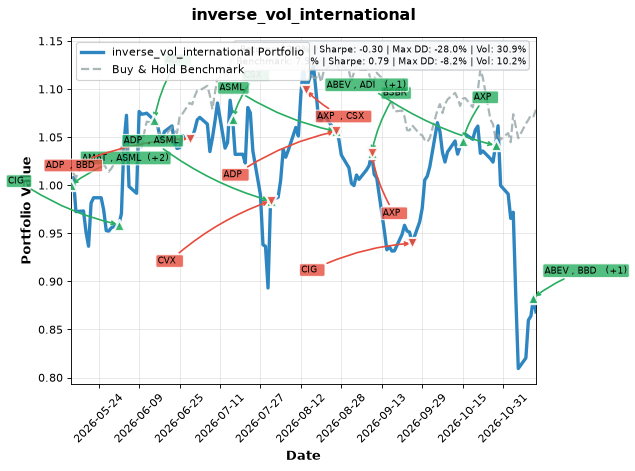 inverse_vol_international
inverse_vol_international Portfolio
Buy & Hold Benchmark
| Sharpe: -0.30 | Max DD: -28.0% | Vol: 30.9%
% | Sharpe: 0.79 | Max DD: -8.2% | Vol: 10.2%
ASML
ABEV , ADI (+1)
BSBR
AXP
AXP , CSX
ADP , ASML
, ASML (+2)
ADP , BBD
CIG
ADP
AXP
CVX
CIG
ABEV , BBD (+1)
Portfolio Value
1.15
1.10
1.05
1.00
0.95
0.90
0.85
0.80
2026-05-24
2026-06-09
2026-06-25
2026-07-11
2026-07-27
2026-08-12
2026-08-28
2026-09-13
2026-09-29
2026-10-15
2026-10-31
Date